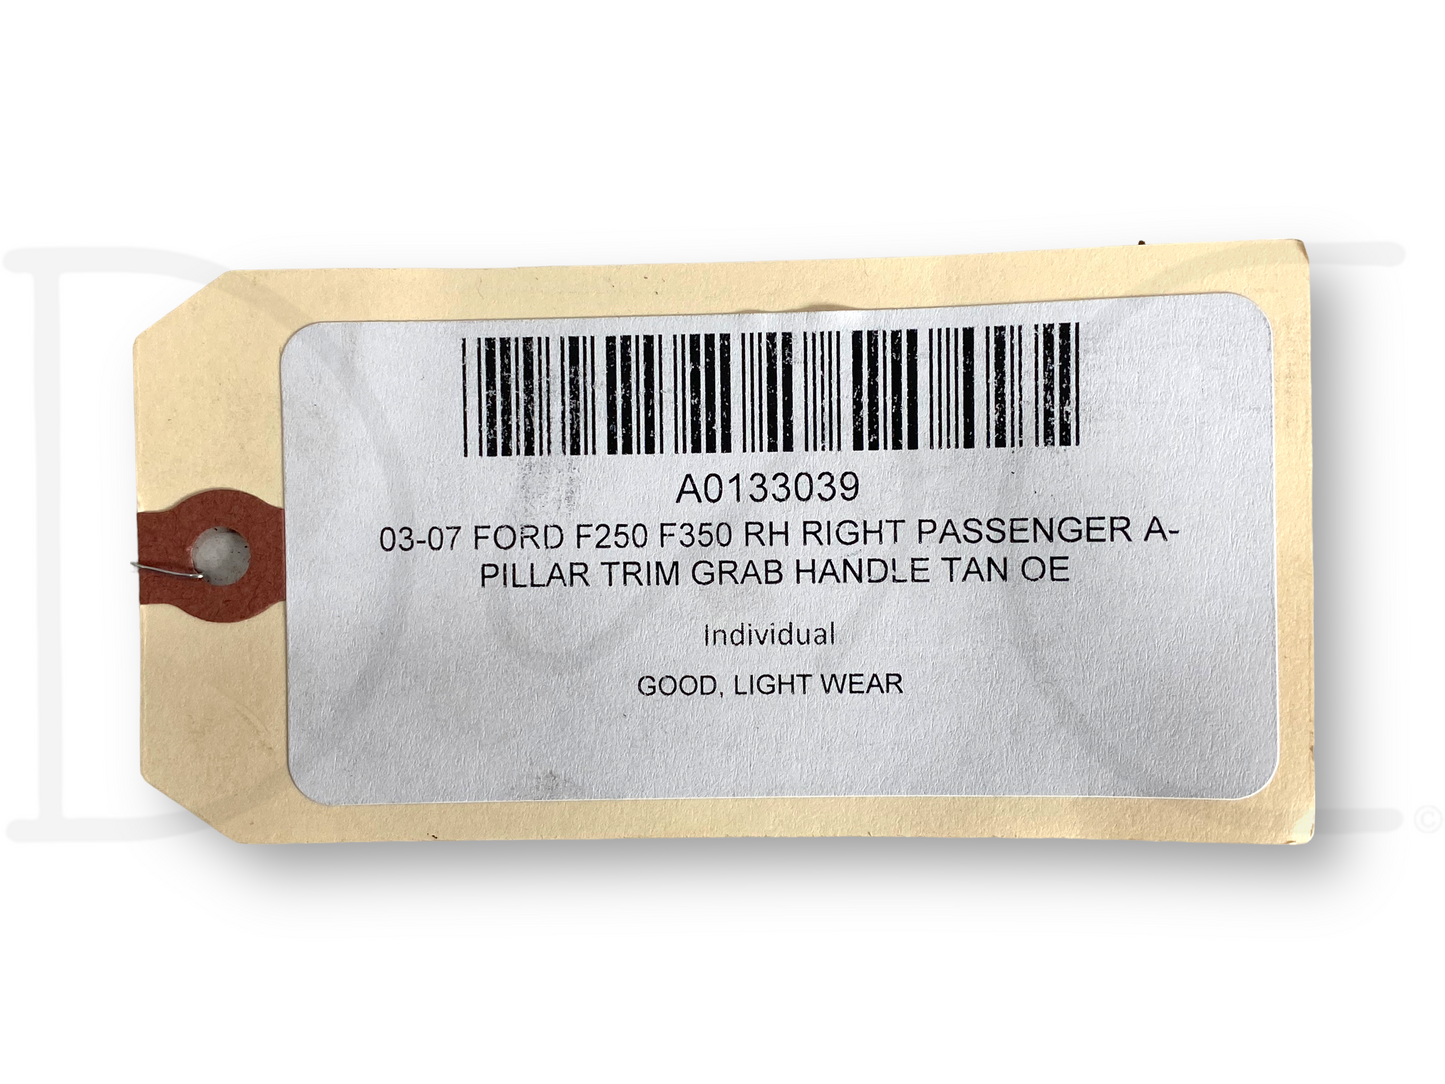 A0133039
03-07 FORD F250 F350 RH RIGHT PASSENGER A-
PILLAR TRIM GRAB HANDLE TAN OE
Individual
GOOD, LIGHT WEAR
©